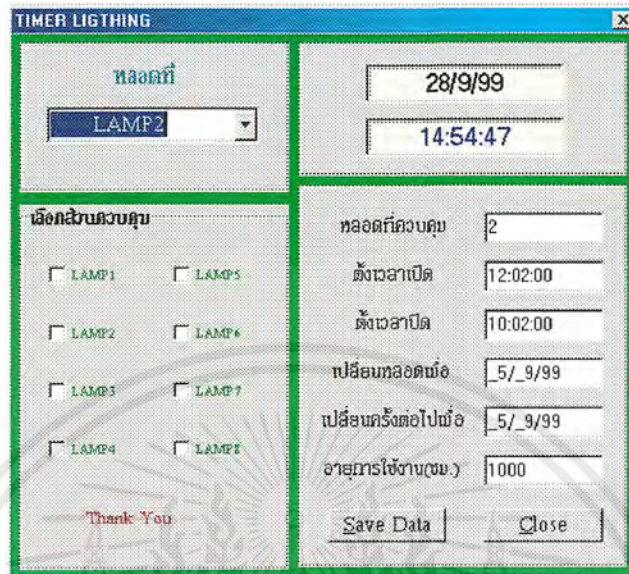 TIMER LIGTHING
หลอดที่
LAMP2
28/9/99
14:54:47
เลือกส่วนควบคุม
LAMP1 LAMP5
LAMP2 LAMP6
LAMP3 LAMP7
LAMP4 LAMP8
Thank You
หลอดที่ควบคุม 2
ตั้งเวลาเปิด 12:02:00
ตั้งเวลาปิด 10:02:00
เปลี่ยนหลอดเมื่อ _5/_9/99
เปลี่ยนครั้งต่อไปเมื่อ _5/_9/99
อายุการใช้งาน(ชม.) 1000
Save Data Close